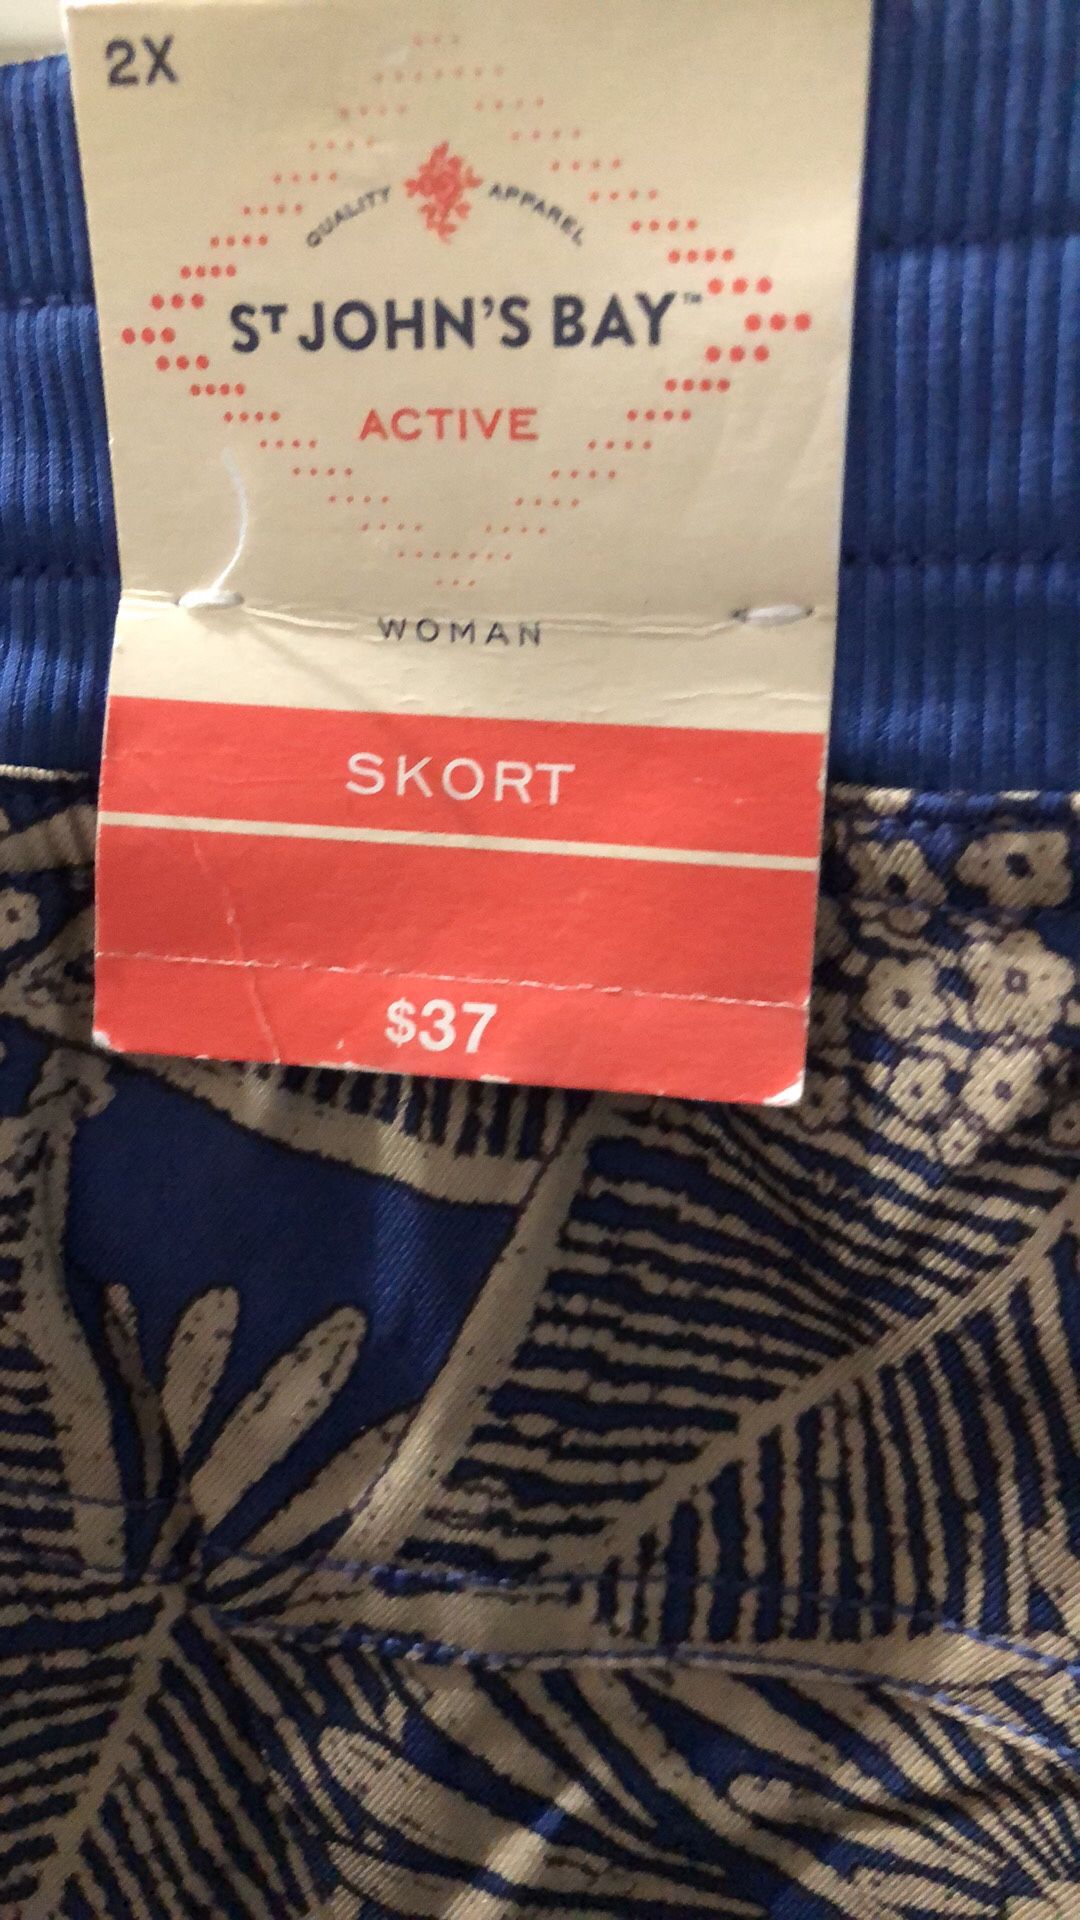 2X
QUALITY APPAREL
ST JOHN'S BAY™
ACTIVE
WOMAN
SKORT
$37